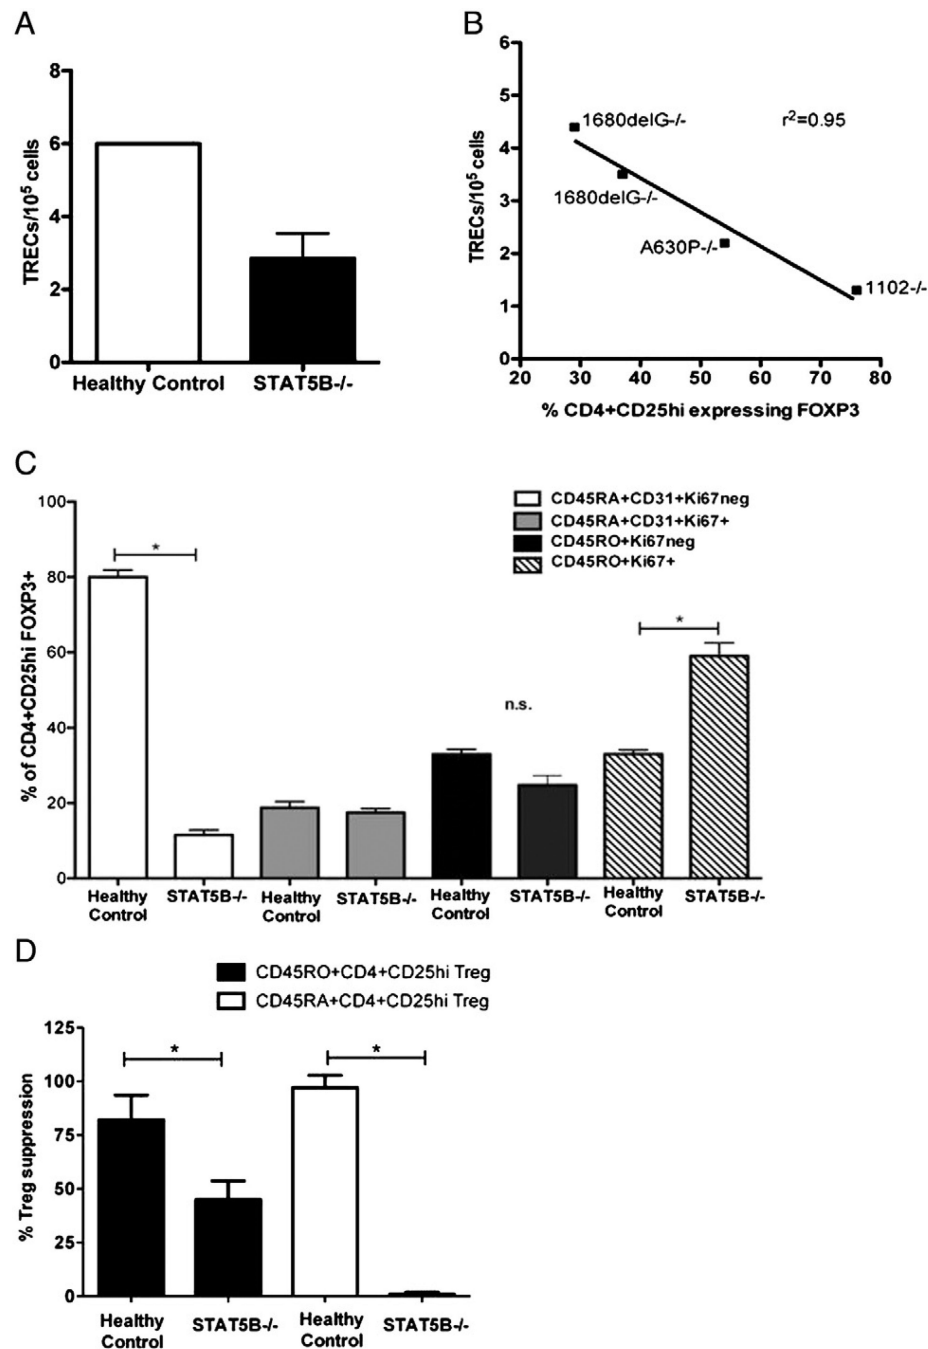 A
TRECs/10⁵ cells
8
6
4
2
0
Healthy Control
STAT5B-/-
B
TRECs/10⁵ cells
6
5
4
3
2
1
0
1680delG-/-
r²=0.95
1680delG-/-
A630P-/-
1102-/-
20 30 40 50 60 70 80
% CD4+CD25hi expressing FOXP3
C
% of CD4+CD25hi FOXP3+
100
80
60
40
20
0
CD45RA+CD31+Ki67neg
CD45RA+CD31+Ki67+
CD45RO+Ki67neg
CD45RO+Ki67+
*
n.s.
*
Healthy
Control
STAT5B-/-
Healthy
Control
STAT5B-/-
Healthy
Control
STAT5B-/-
Healthy
Control
STAT5B-/-
D
CD45RO+CD4+CD25hi Treg
CD45RA+CD4+CD25hi Treg
% Treg suppression
125
100
75
50
25
0
*
*
Healthy
Control
STAT5B-/-
Healthy
Control
STAT5B-/-